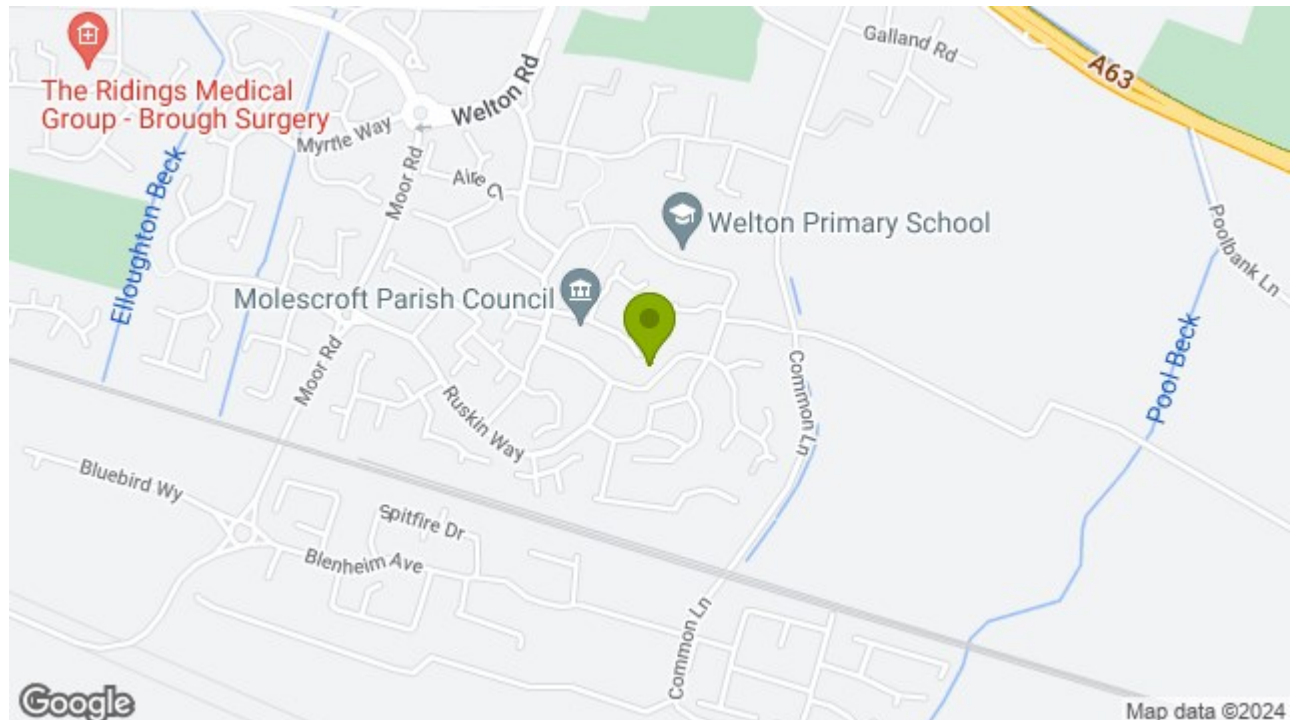 Galland Rd
A63
The Ridings Medical
Group - Brough Surgery
Welton Rd
Myrtle Way
Moor Rd
Aire Cl
Elloughton Beck
Welton Primary School
Poolbank Ln
Molescroft Parish Council
Moor Rd
Common Ln
Pool Beck
Ruskin Way
Bluebird Wy
Spitfire Dr
Blenheim Ave
Common Ln
Google
Map data ©2024